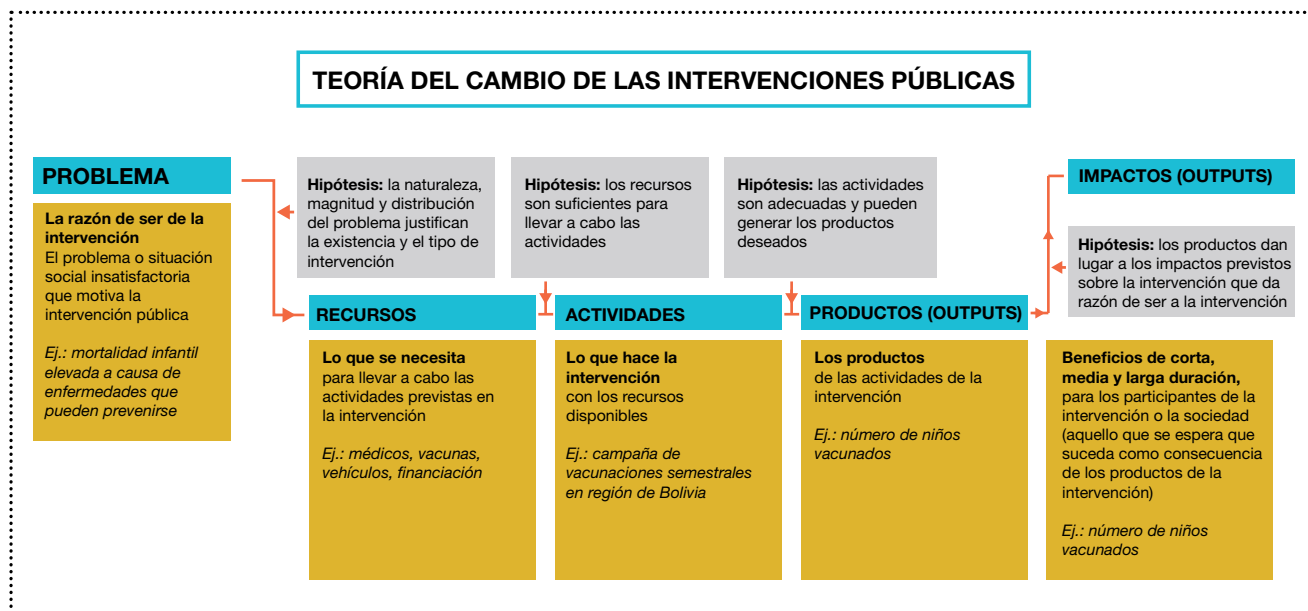 TEORÍA DEL CAMBIO DE LAS INTERVENCIONES PÚBLICAS
PROBLEMA
La razón de ser de la
intervención
El problema o situación
social insatisfactoria
que motiva la
intervención pública
Ej.: mortalidad infantil
elevada a causa de
enfermedades que
pueden prevenirse
Hipótesis: la naturaleza,
magnitud y distribución
del problema justifican
la existencia y el tipo de
intervención
RECURSOS
Lo que se necesita
para llevar a cabo las
actividades previstas en
la intervención
Ej.: médicos, vacunas,
vehículos, financiación
Hipótesis: los recursos
son suficientes para
llevar a cabo las
actividades
ACTIVIDADES
Lo que hace la
intervención
con los recursos
disponibles
Ej.: campaña de
vacunaciones semestrales
en región de Bolivia
Hipótesis: las actividades
son adecuadas y pueden
generar los productos
deseados
PRODUCTOS (OUTPUTS)
Los productos
de las actividades de la
intervención
Ej.: número de niños
vacunados
IMPACTOS (OUTPUTS)
Hipótesis: los productos dan
lugar a los impactos previstos
sobre la intervención que da
razón de ser a la intervención
Beneficios de corta,
media y larga duración,
para los participantes de la
intervención o la sociedad
(aquello que se espera que
suceda como consecuencia
de los productos de la
intervención)
Ej.: número de niños
vacunados